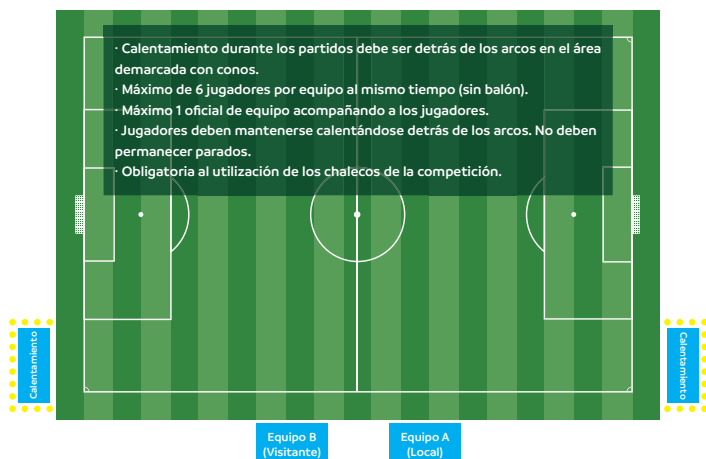 · Calentamiento durante los partidos debe ser detrás de los arcos en el área
demarcada con conos.
· Máximo de 6 jugadores por equipo al mismo tiempo (sin balón).
· Máximo 1 oficial de equipo acompañando a los jugadores.
· Jugadores deben mantenerse calentándose detrás de los arcos. No deben
permanecer parados.
· Obligatoria al utilización de los chalecos de la competición.
Calentamiento
Calentamiento
Equipo B
(Visitante)
Equipo A
(Local)